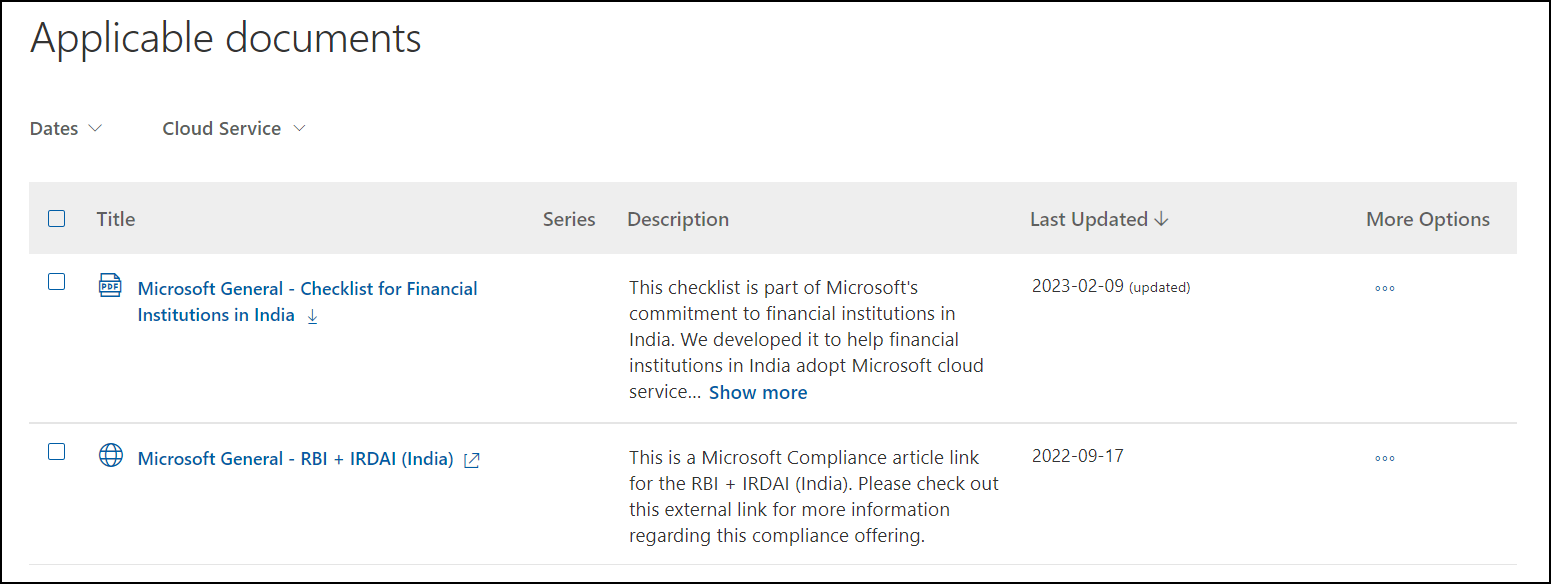 Applicable documents
Dates
Cloud Service
Title
Series
Description
Last Updated
More Options
PDF
Microsoft General - Checklist for Financial
Institutions in India
This checklist is part of Microsoft's
commitment to financial institutions in
India. We developed it to help financial
institutions in India adopt Microsoft cloud
service... Show more
2023-02-09 (updated)
Microsoft General - RBI + IRDAI (India)
This is a Microsoft Compliance article link
for the RBI + IRDAI (India). Please check out
this external link for more information
regarding this compliance offering.
2022-09-17